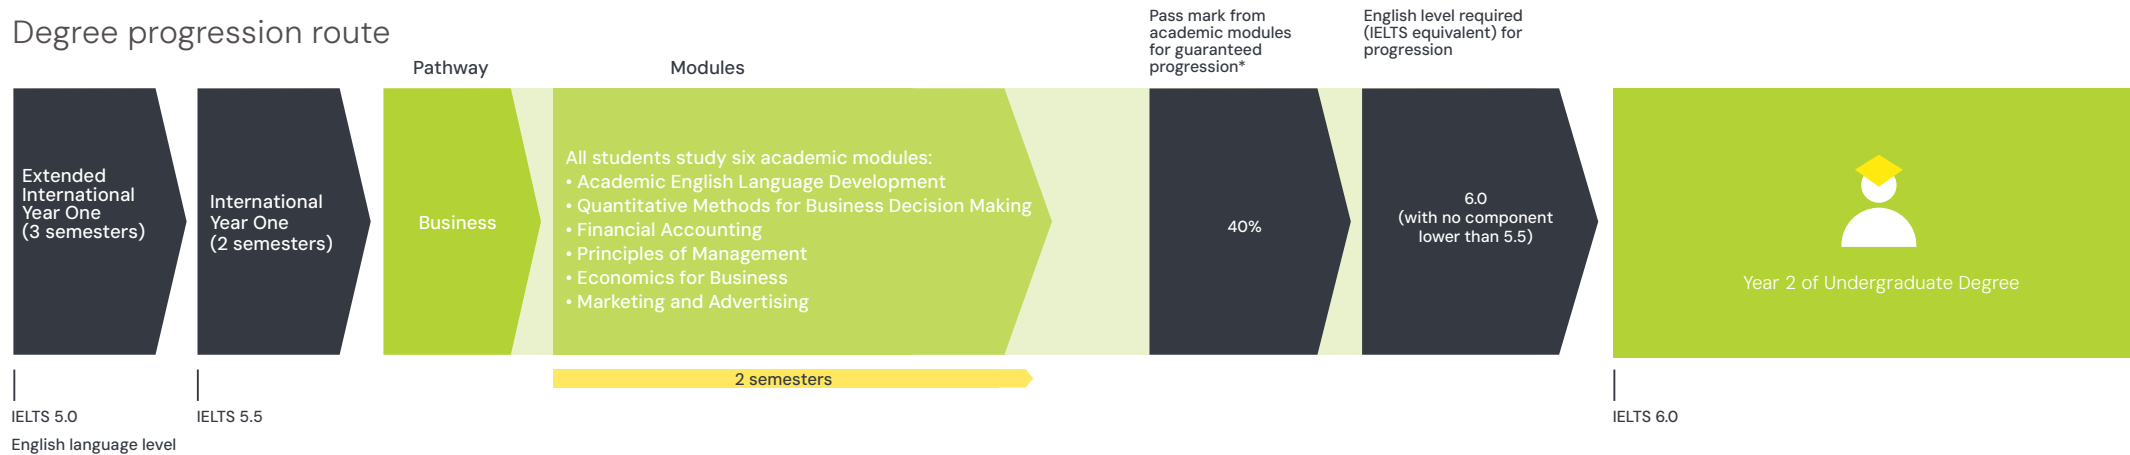 Degree progression route
Pathway
Modules
Pass mark from
academic modules
for guaranteed
progression*
English level required
(IELTS equivalent) for
progression
Extended
International
Year One
(3 semesters)
International
Year One
(2 semesters)
Business
All students study six academic modules:
• Academic English Language Development
• Quantitative Methods for Business Decision Making
• Financial Accounting
• Principles of Management
• Economics for Business
• Marketing and Advertising
40%
6.0
(with no component
lower than 5.5)
Year 2 of Undergraduate Degree
2 semesters
IELTS 5.0
IELTS 5.5
IELTS 6.0
English language level